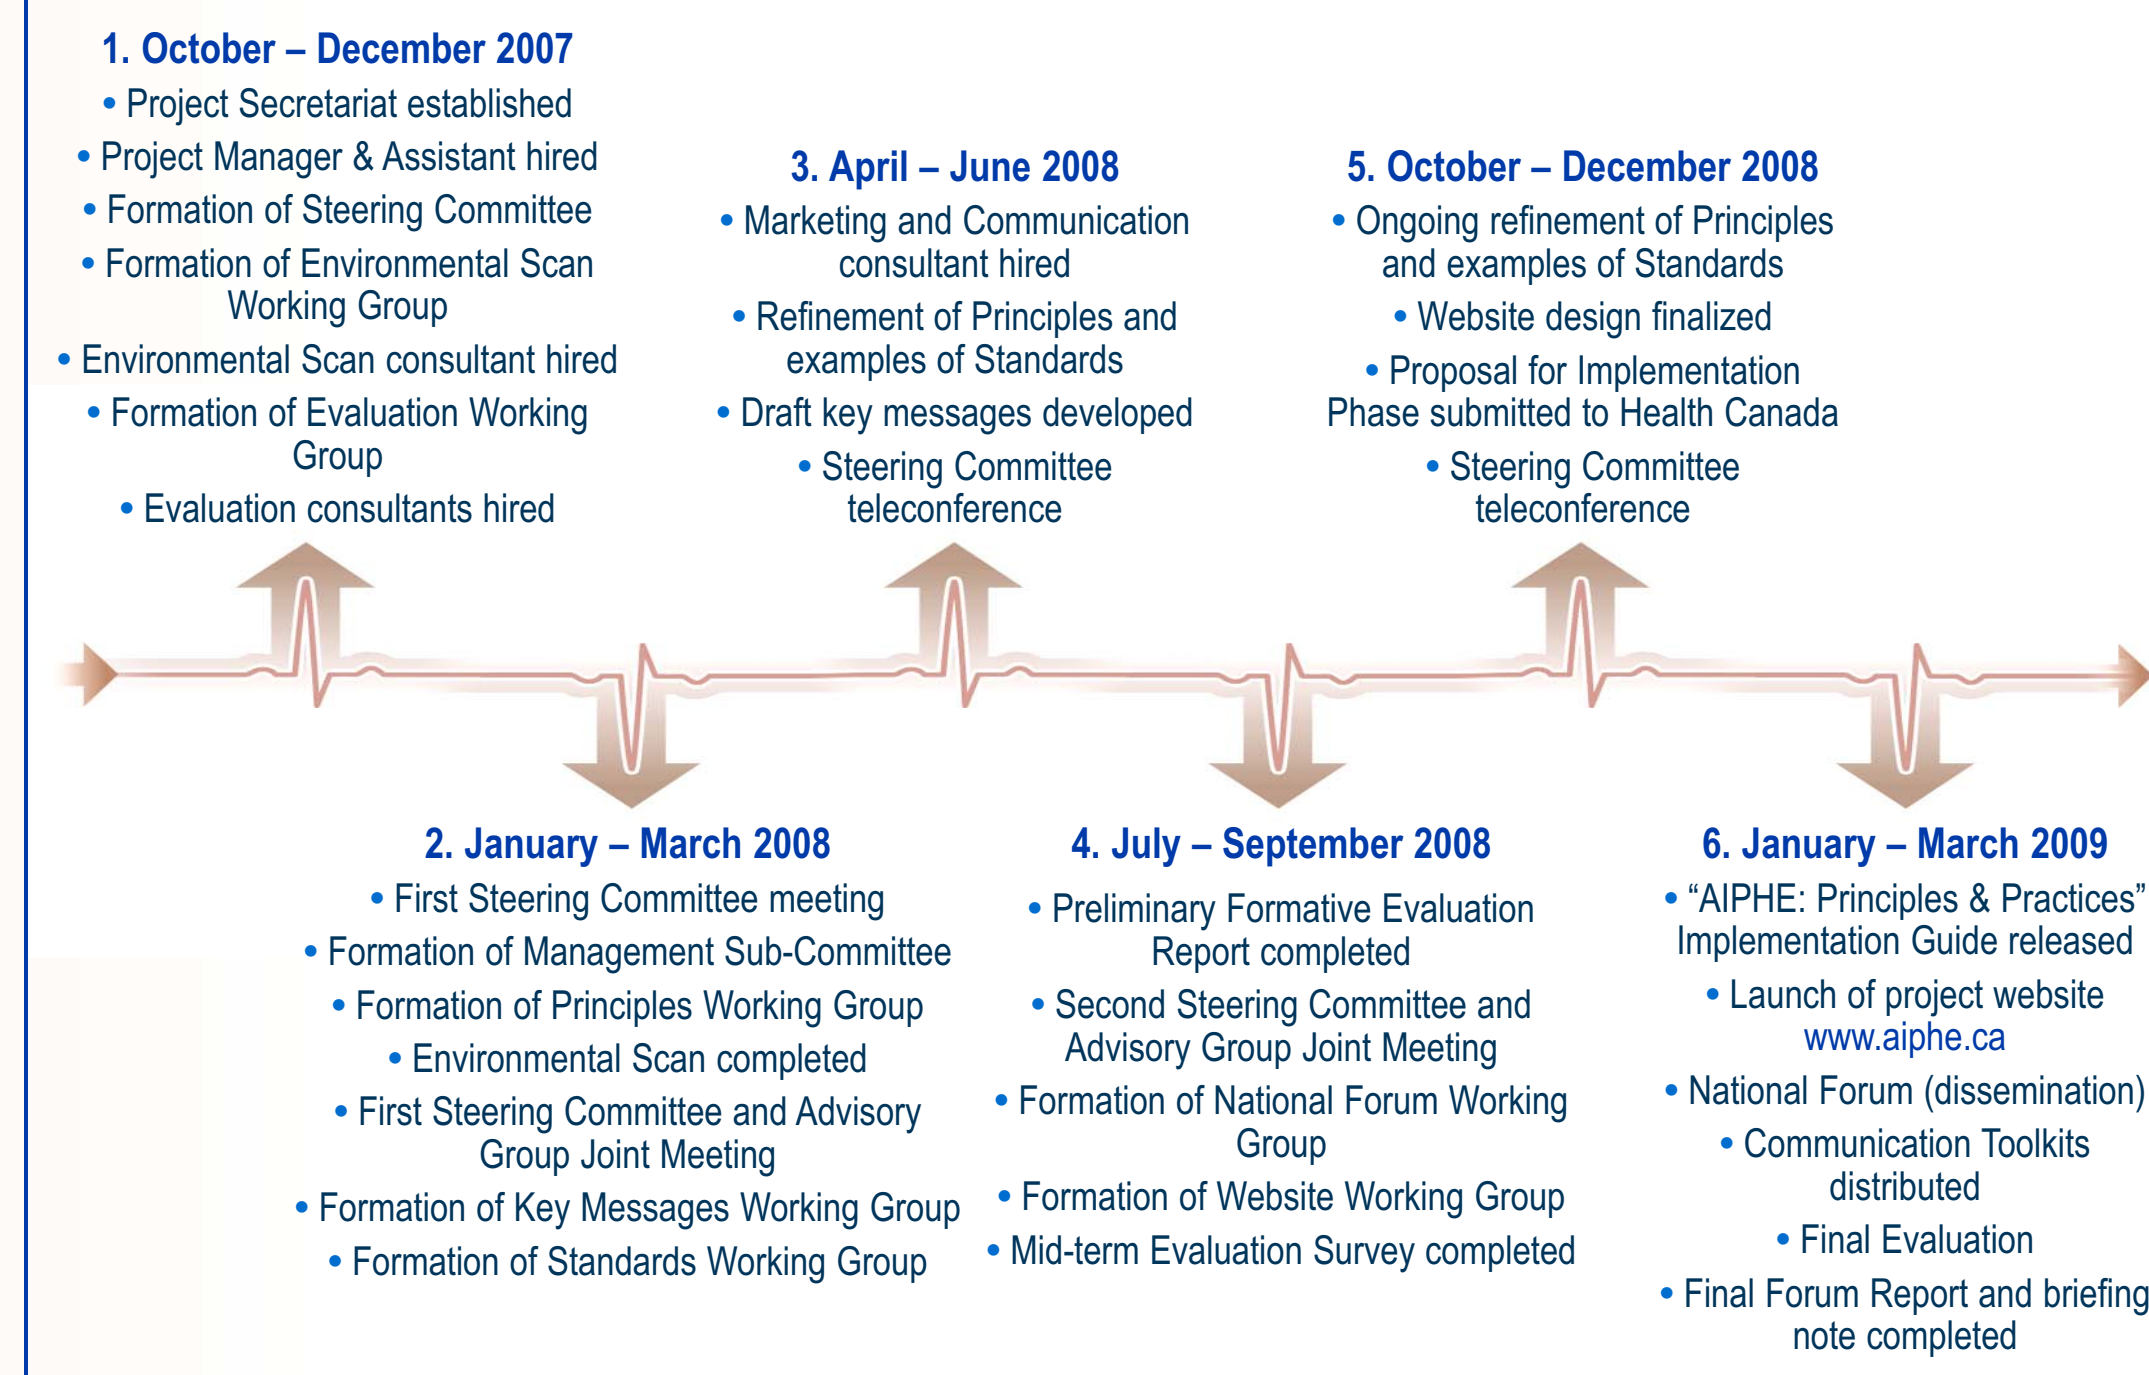 1. October – December 2007
• Project Secretariat established
• Project Manager & Assistant hired
• Formation of Steering Committee
• Formation of Environmental Scan
Working Group
• Environmental Scan consultant hired
• Formation of Evaluation Working
Group
• Evaluation consultants hired
3. April – June 2008
• Marketing and Communication
consultant hired
• Refinement of Principles and
examples of Standards
• Draft key messages developed
• Steering Committee
teleconference
5. October – December 2008
• Ongoing refinement of Principles
and examples of Standards
• Website design finalized
• Proposal for Implementation
Phase submitted to Health Canada
• Steering Committee
teleconference
2. January – March 2008
• First Steering Committee meeting
• Formation of Management Sub-Committee
• Formation of Principles Working Group
• Environmental Scan completed
• First Steering Committee and Advisory
Group Joint Meeting
• Formation of Key Messages Working Group
• Formation of Standards Working Group
4. July – September 2008
• Preliminary Formative Evaluation
Report completed
• Second Steering Committee and
Advisory Group Joint Meeting
• Formation of National Forum Working
Group
• Formation of Website Working Group
• Mid-term Evaluation Survey completed
6. January – March 2009
• “AIPHE: Principles & Practices”
Implementation Guide released
• Launch of project website
www.aiphe.ca
• National Forum (dissemination)
• Communication Toolkits
distributed
• Final Evaluation
• Final Forum Report and briefing
note completed